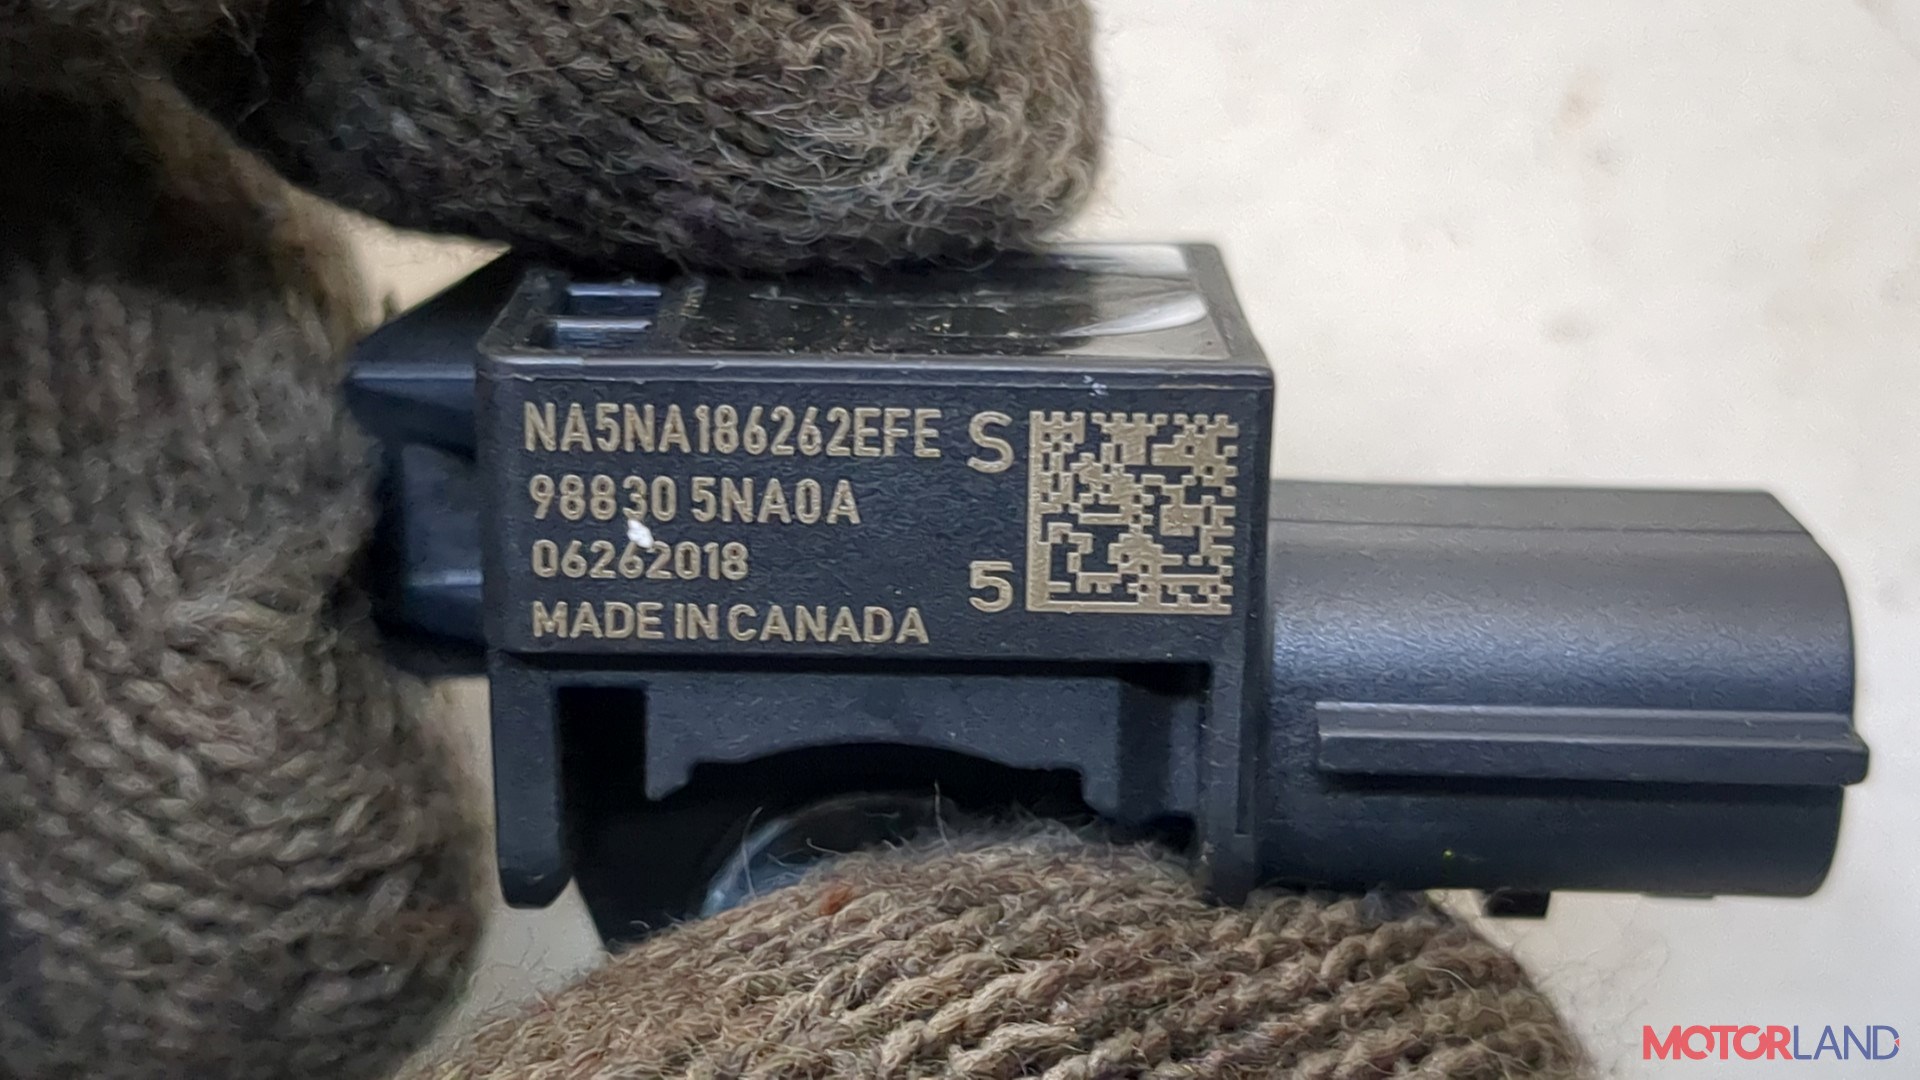 NA5NA186262EFE S
98830 5NA0A
06262018
5
MADE IN CANADA
MOTORLAND